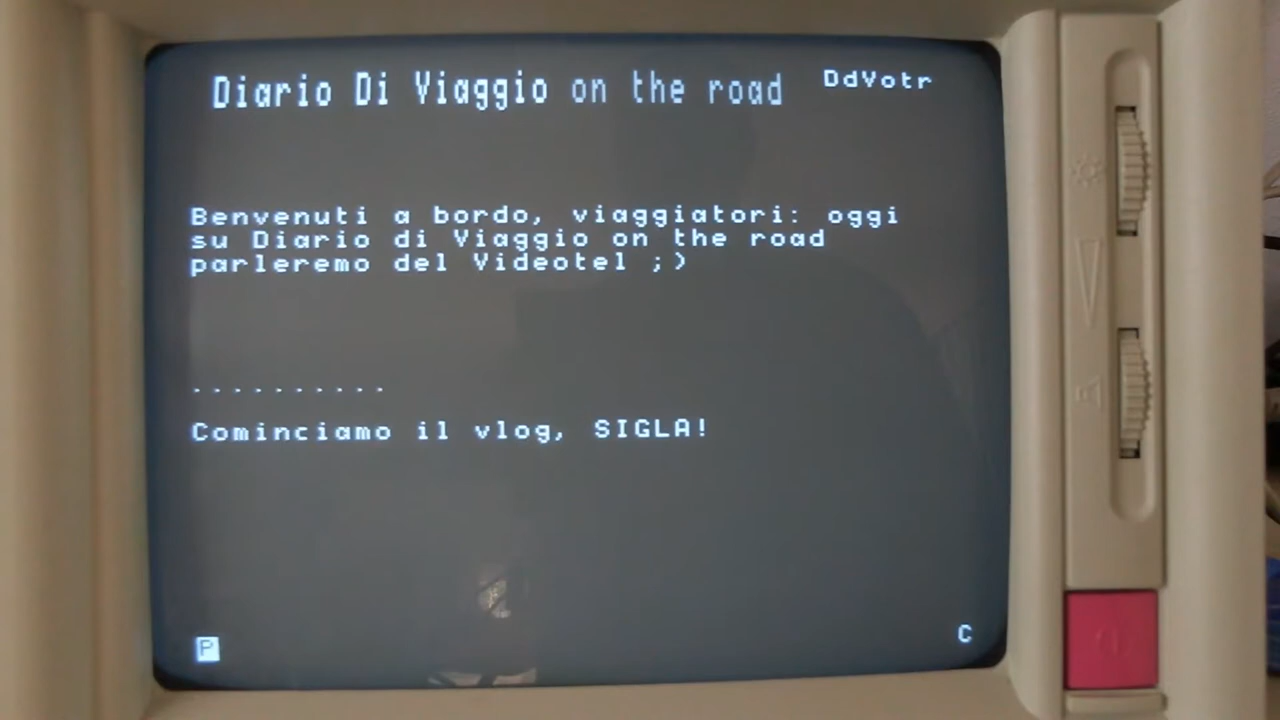 Diario Di Viaggio on the road DdVotr
Benvenuti a bordo, viaggiatori: oggi
su Diario di Viaggio on the road
parleremo del Videotel ;)
..........
Cominciamo il vlog, SIGLA!
P C